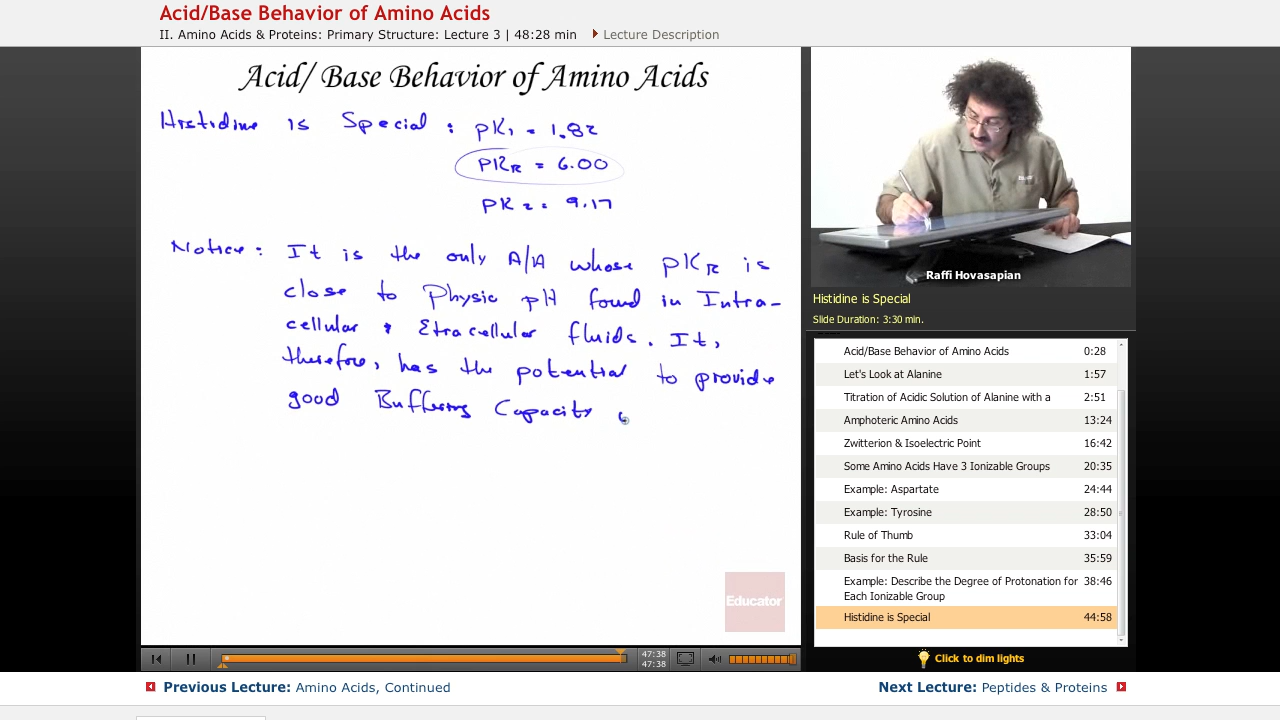 Acid/Base Behavior of Amino Acids
II. Amino Acids & Proteins: Primary Structure: Lecture 3 | 48:28 min Lecture Description
Acid/ Base Behavior of Amino Acids
Histidine is Special : pK₁ = 1.82
pKR = 6.00
pK2 = 9.17
Notice: It is the only A/A whose pKR is
close to Physio pH found in Intra-
cellular & Etracellular fluids. It,
therefore, has the potential to provide
good Buffering Capacity
Raffi Hovasapian
Histidine is Special
Slide Duration: 3:30 min.
Acid/Base Behavior of Amino Acids 0:28
Let's Look at Alanine 1:57
Titration of Acidic Solution of Alanine with a 2:51
Amphoteric Amino Acids 13:24
Zwitterion & Isoelectric Point 16:42
Some Amino Acids Have 3 Ionizable Groups 20:35
Example: Aspartate 24:44
Example: Tyrosine 28:50
Rule of Thumb 33:04
Basis for the Rule 35:59
Example: Describe the Degree of Protonation for 38:46
Each Ionizable Group
Histidine is Special 44:58
Educator
47:38
47:38
Click to dim lights
Previous Lecture: Amino Acids, Continued
Next Lecture: Peptides & Proteins